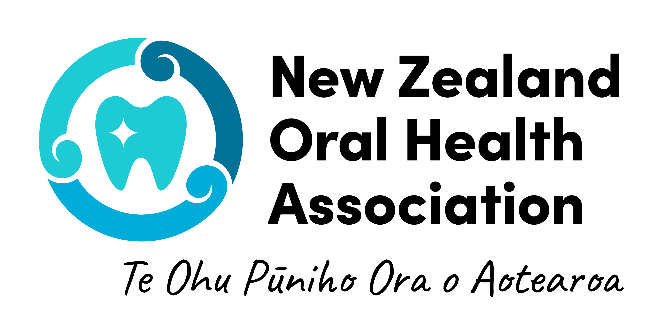 New Zealand
Oral Health
Association
Te Ohu Pūniho Ora o Aotearoa